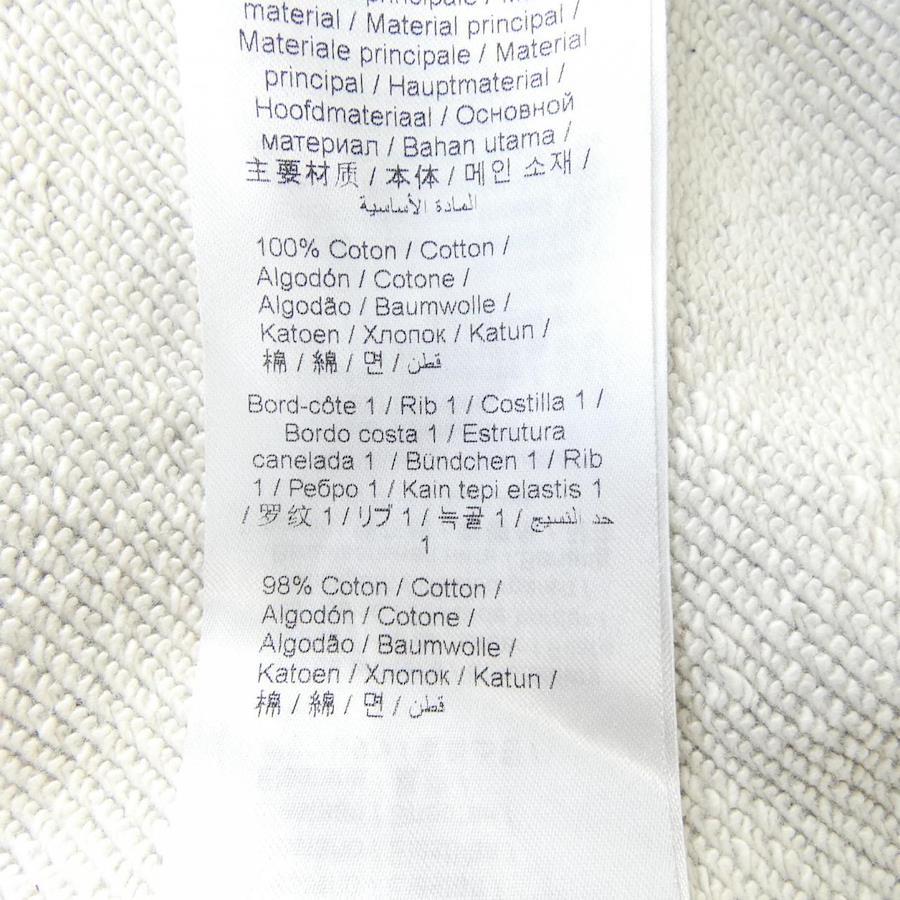 principale /
material / Material principal /
Materiale principale / Material
principal / Hauptmaterial /
Hoofdmateriaal / Основной
материал / Bahan utama /
主要材质 / 本体 / 메인 소재 /
المادة الأساسية
100% Coton / Cotton /
Algodón / Cotone /
Algodão / Baumwolle /
Katoen / Хлопок / Katun /
棉 / 綿 / 면 / قطن
Bord-côte 1 / Rib 1 / Costilla 1 /
Bordo costa 1 / Estrutura
canelada 1 / Bündchen 1 / Rib
1 / Ребро 1 / Kain tepi elastis 1
/ 罗纹 1 / リブ 1 / 늑골 1 / حد النسيج
1
98% Coton / Cotton /
Algodón / Cotone /
Algodão / Baumwolle /
Katoen / Хлопок / Katun /
棉 / 綿 / 면 / قطن